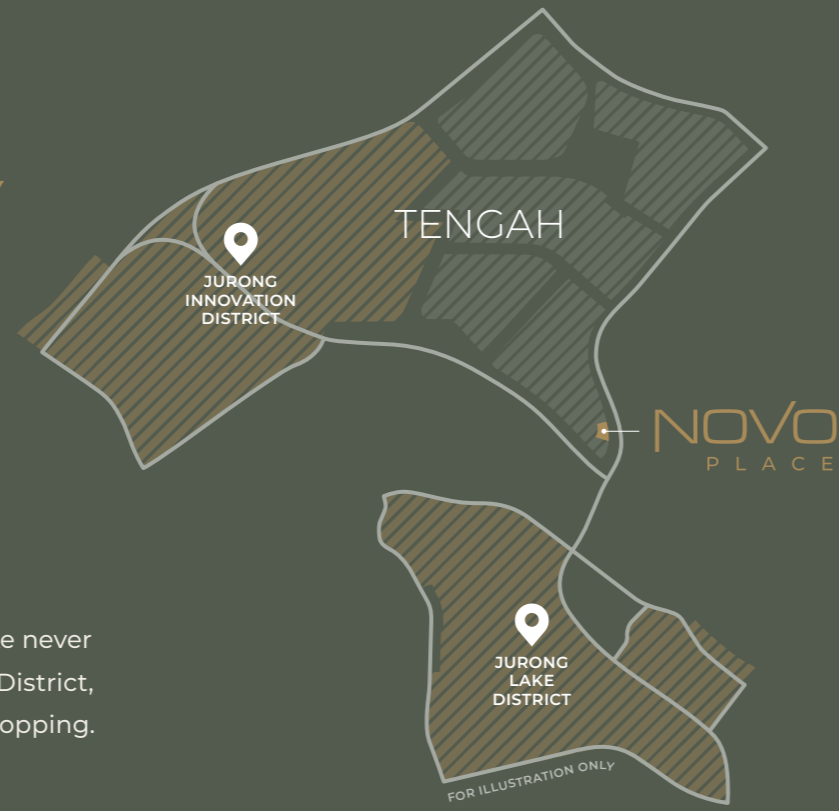 TENGAH
JURONG
INNOVATION
DISTRICT
NOVO
PLACE
e never
District,
opping.
JURONG
LAKE
DISTRICT
FOR ILLUSTRATION ONLY